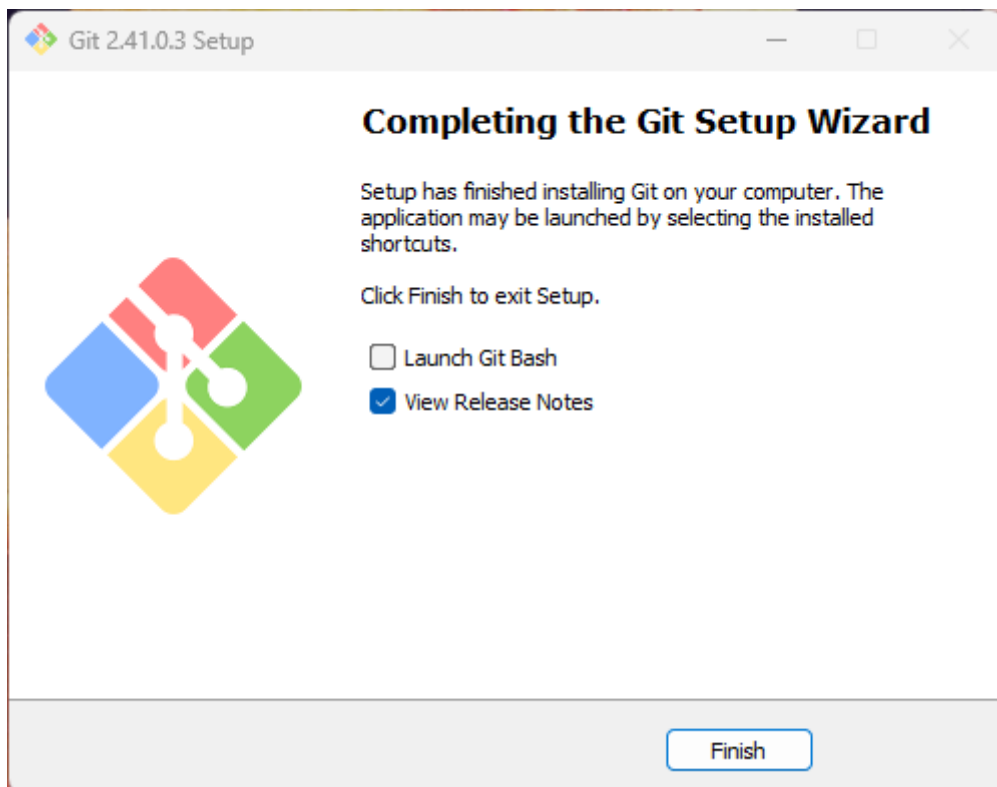 Git 2.41.0.3 Setup
Completing the Git Setup Wizard
Setup has finished installing Git on your computer. The
application may be launched by selecting the installed
shortcuts.
Click Finish to exit Setup.
Launch Git Bash
View Release Notes
Finish